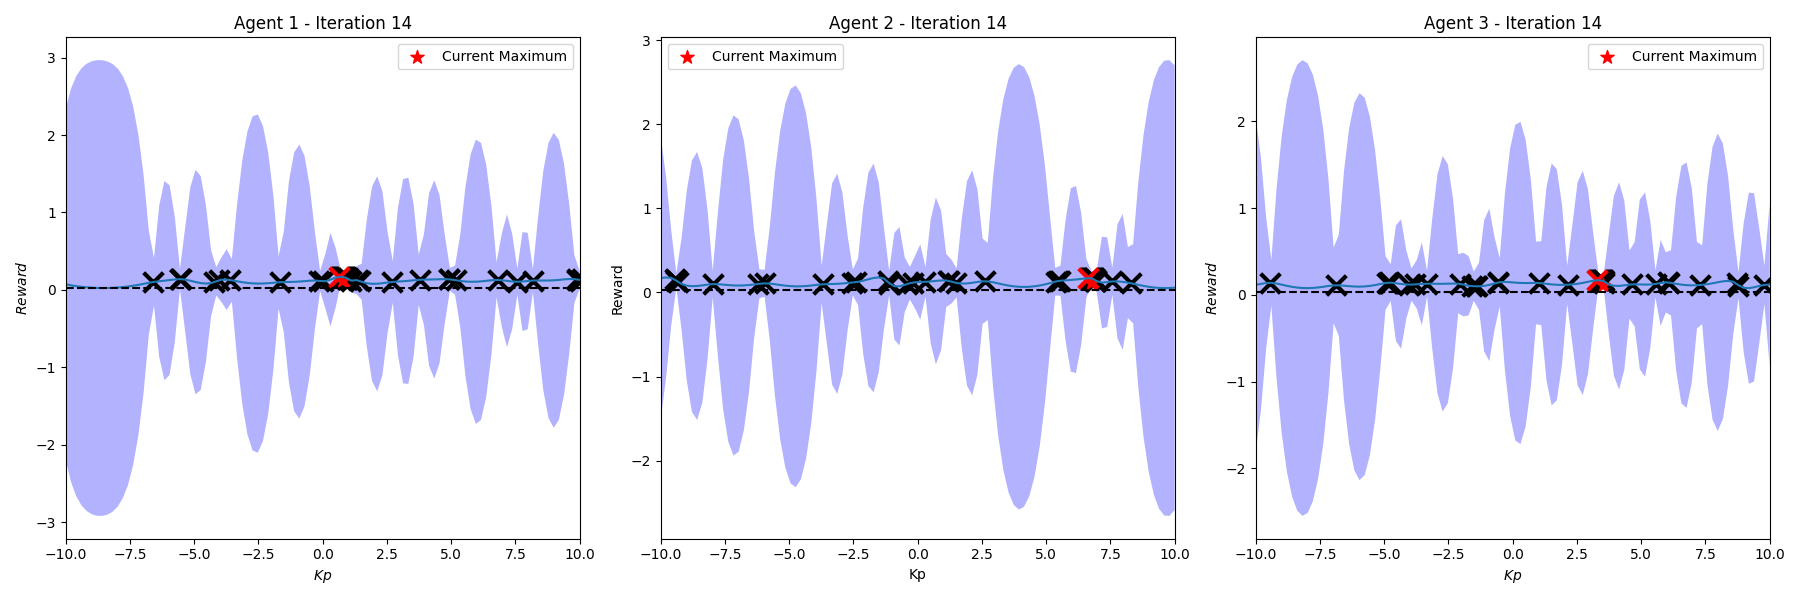 Agent 1 - Iteration 14
Reward
3
2
1
0
−1
−2
−3
−10.0 −7.5 −5.0 −2.5 0.0 2.5 5.0 7.5 10.0
Kp
Current Maximum
Agent 2 - Iteration 14
Reward
3
2
1
0
−1
−2
−10.0 −7.5 −5.0 −2.5 0.0 2.5 5.0 7.5 10.0
Kp
Current Maximum
Agent 3 - Iteration 14
Reward
2
1
0
−1
−2
−10.0 −7.5 −5.0 −2.5 0.0 2.5 5.0 7.5 10.0
Kp
Current Maximum